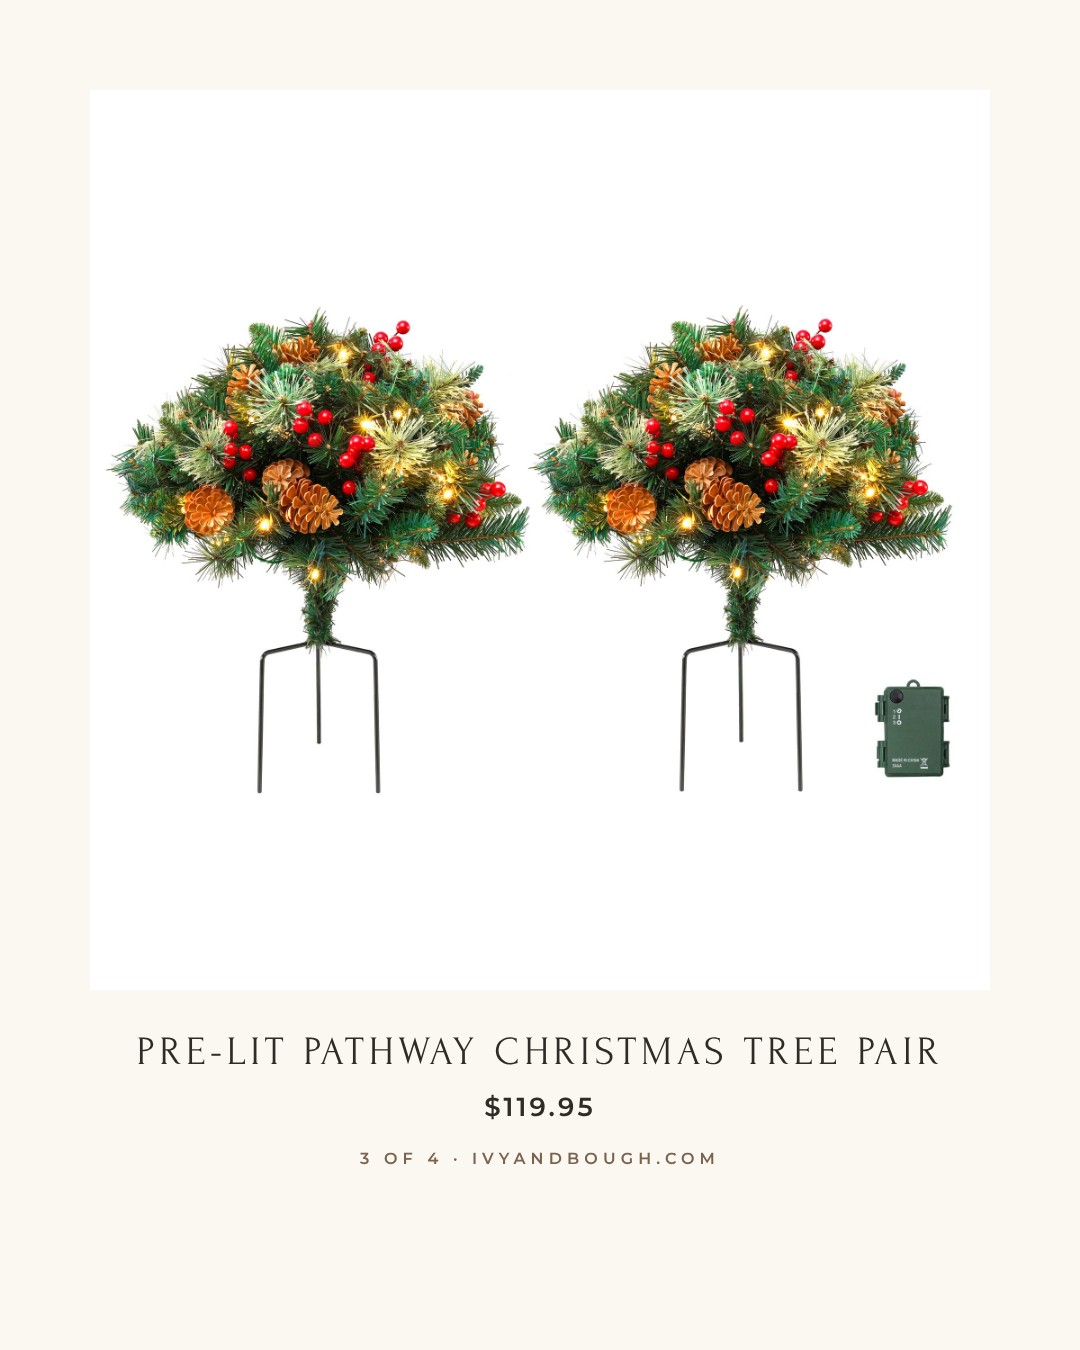 PRE-LIT PATHWAY CHRISTMAS TREE PAIR
$119.95
3 OF 4 · IVYANDBOUGH.COM